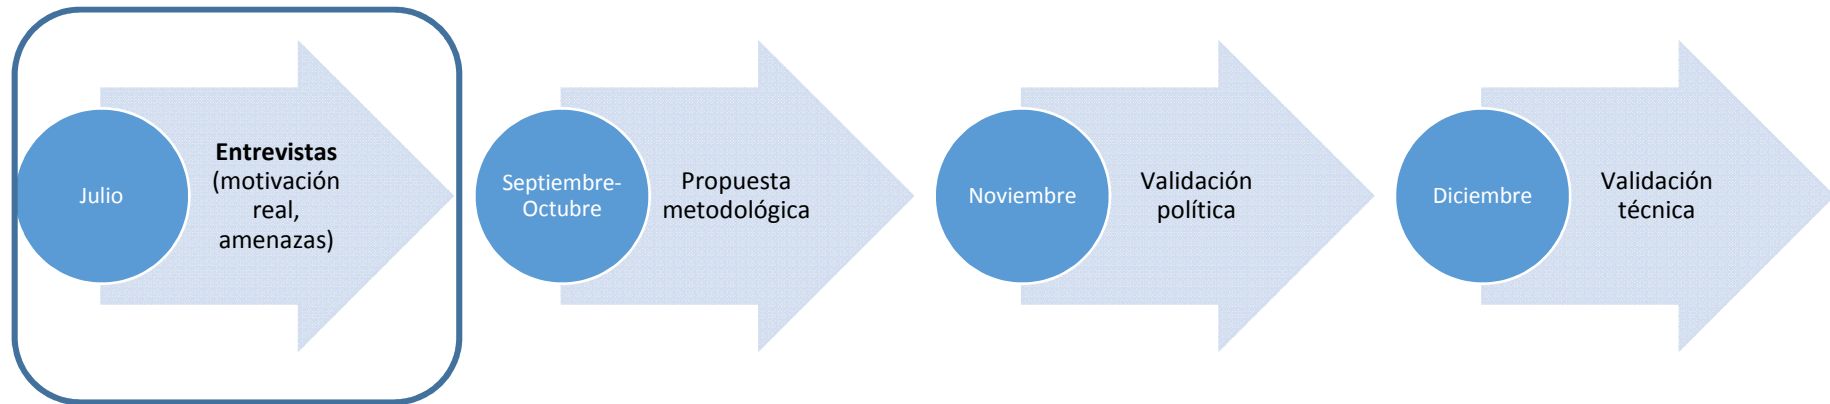 Julio
Entrevistas
(motivación
real,
amenazas)
Septiembre-
Octubre
Propuesta
metodológica
Noviembre
Validación
política
Diciembre
Validación
técnica